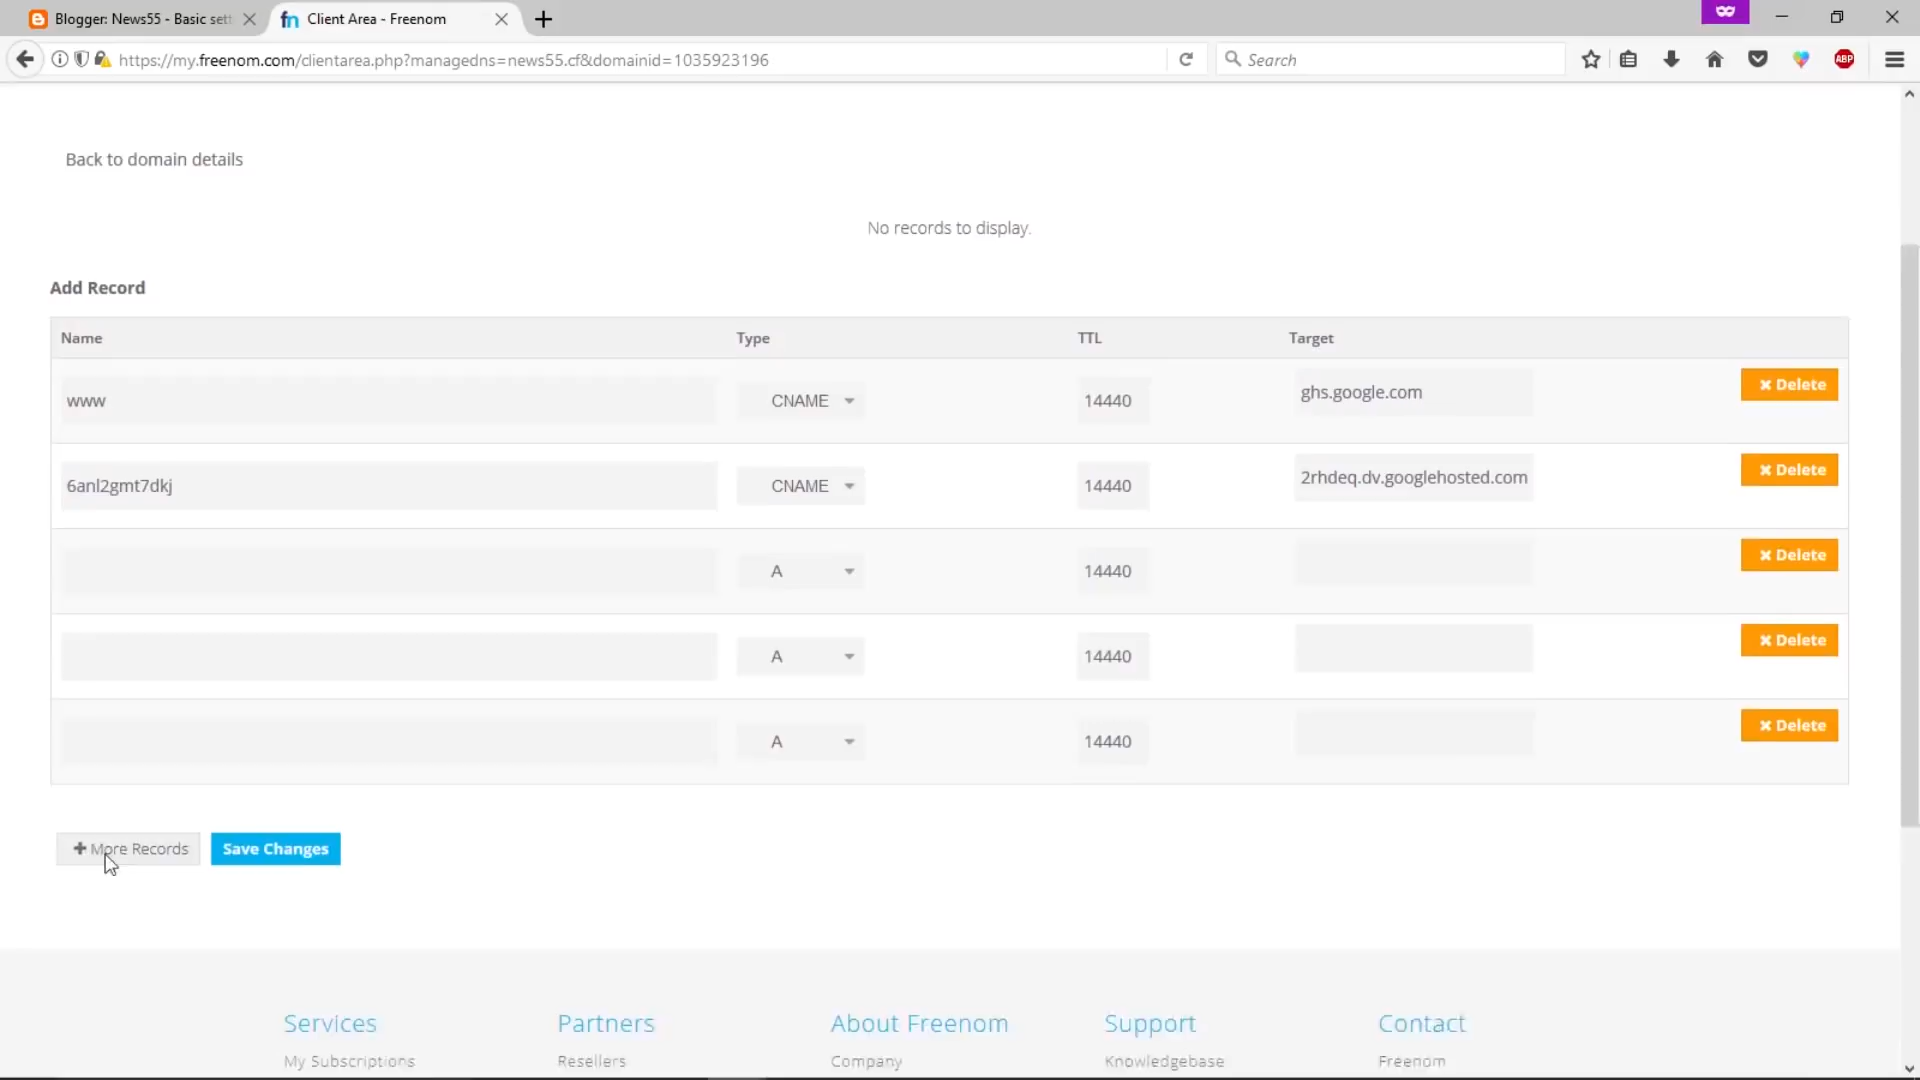 Blogger: News55 - Basic sett
Client Area - Freenom
https://my.freenom.com/clientarea.php?managedns=news55.cf&domainid=1035923196
Search
ABP
Back to domain details
No records to display.
Add Record
Name Type TTL Target
www CNAME 14440 ghs.google.com Delete
6anl2gmt7dkj CNAME 14440 2rhdeq.dv.googlehosted.com Delete
A 14440 Delete
A 14440 Delete
A 14440 Delete
More Records Save Changes
Services Partners About Freenom Support Contact
My Subscriptions Resellers Company Knowledgebase Freenom